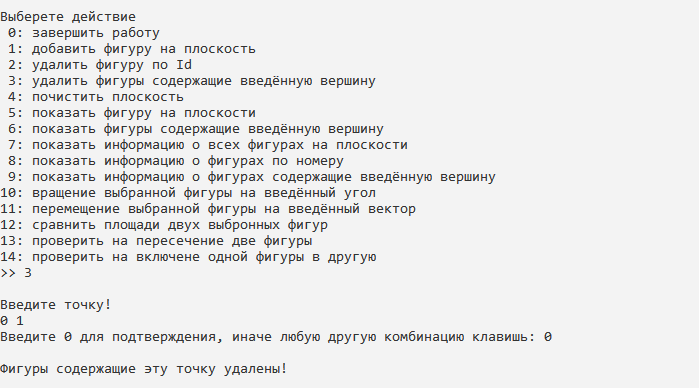 Выберете действие
0: завершить работу
1: добавить фигуру на плоскость
2: удалить фигуру по Id
3: удалить фигуры содержащие введённую вершину
4: почистить плоскость
5: показать фигуру на плоскости
6: показать фигуры содержащие введённую вершину
7: показать информацию о всех фигурах на плоскости
8: показать информацию о фигурах по номеру
9: показать информацию о фигурах содержащие введённую вершину
10: вращение выбранной фигуры на введённый угол
11: перемещение выбранной фигуры на введённый вектор
12: сравнить площади двух выбронных фигур
13: проверить на пересечение две фигуры
14: проверить на включене одной фигуры в другую
>> 3
Введите точку!
0 1
Введите 0 для подтверждения, иначе любую другую комбинацию клавишь: 0
Фигуры содержащие эту точку удалены!